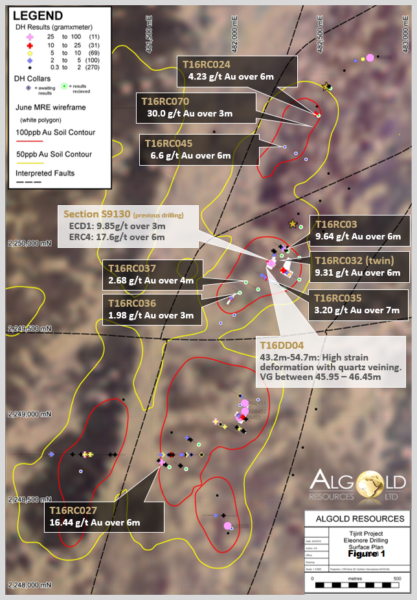 LEGEND
DH Results (gramxmeter)
25 to 100 (11)
10 to 25 (31)
5 to 10 (69)
2 to 5 (100)
0.3 to 2 (270)
DH Collars
awaiting results
results recieved
June MRE wireframe
(white polygon)
100ppb Au Soil Contour
50ppb Au Soil Contour
Interpreted Faults
T16RC024
4.23 g/t Au over 6m
T16RC070
30.0 g/t Au over 3m
T16RC045
6.6 g/t Au over 6m
Section 59130 (previous drilling)
ECD1: 9.85g/t over 3m
ERC4: 17.6g/t over 6m
T16RC03
9.64 g/t Au over 6m
T16RC032 (twin)
9.31 g/t Au over 6m
T16RC037
2.68 g/t Au over 4m
T16RC036
1.98 g/t Au over 3m
T16RC035
3.20 g/t Au over 7m
T16DD04
43.2m-54.7m: High strain
deformation with quartz veining.
VG between 45.95 – 46.45m
2,249,500 mN
2,249,000 mN
2,248,500 mN
2,248,000 mN
T16RC027
16.44 g/t Au over 6m
ALGOLD
RESOURCES LTD
ALGOLD RESOURCES
Tijirit Project
Eleonore Drilling
Surface Plan
Figure 1
0 metres 500